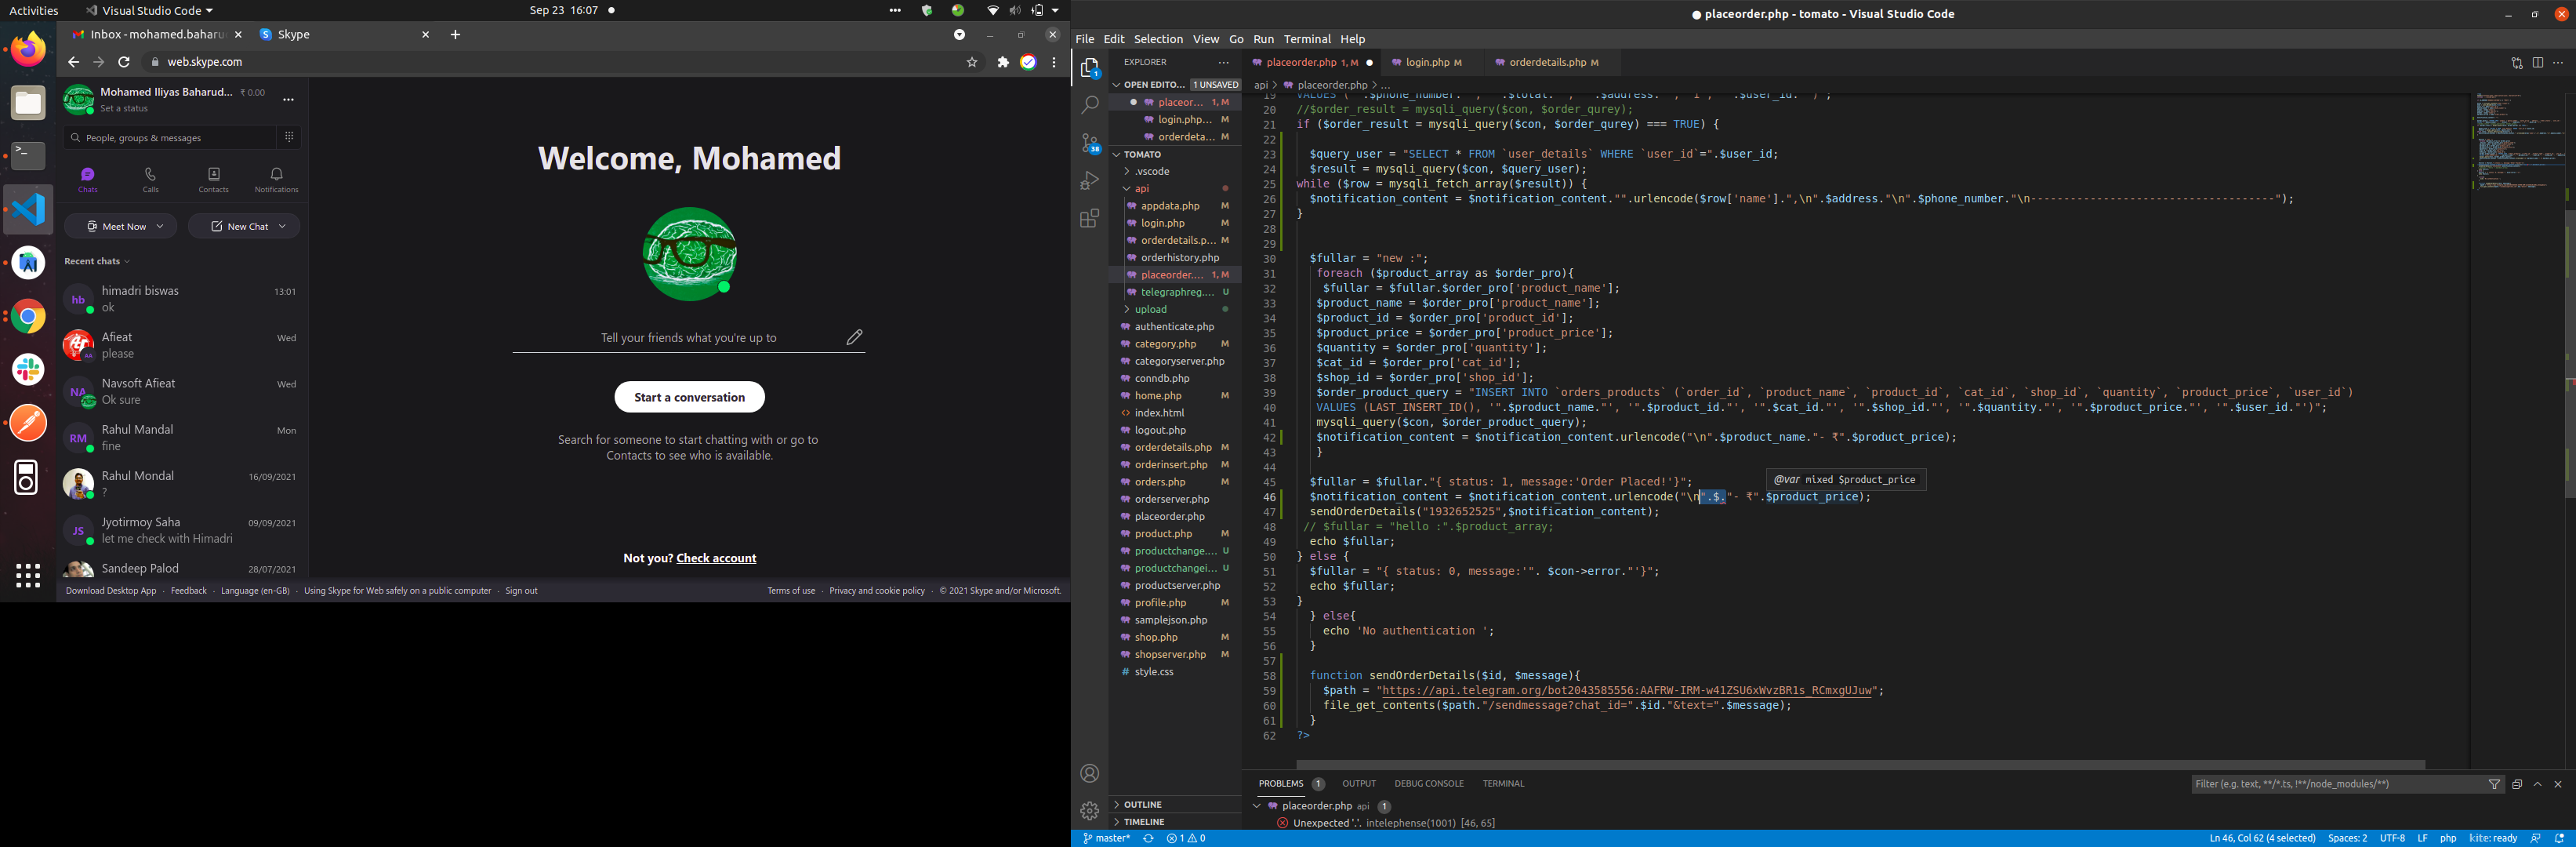 Activities
Visual Studio Code
Sep 23 16:07
Inbox - mohamed.baharu
Skype
web.skype.com
Mohamed Iliyas Baharud...
₹ 0.00
Set a status
People, groups & messages
Chats
Calls
Contacts
Notifications
Meet Now
New Chat
Recent chats
hb
himadri biswas
13:01
ok
Afieat
Wed
please
AA
NA
Navsoft Afieat
Wed
Ok sure
RM
Rahul Mandal
Mon
fine
Rahul Mondal
16/09/2021
?
JS
Jyotirmoy Saha
09/09/2021
let me check with Himadri
Sandeep Palod
28/07/2021
Welcome, Mohamed
Tell your friends what you're up to
Start a conversation
Search for someone to start chatting with or go to
Contacts to see who is available.
Not you? Check account
Download Desktop App · Feedback · Language (en-GB) · Using Skype for Web safely on a public computer · Sign out
Terms of use · Privacy and cookie policy · © 2021 Skype and/or Microsoft.
● placeorder.php - tomato - Visual Studio Code
File Edit Selection View Go Run Terminal Help
1
38
EXPLORER
OPEN EDITO...
1 UNSAVED
placeor... 1, M
login.php... M
orderdeta... M
TOMATO
.vscode
api
appdata.php M
login.php M
orderdetails.p... M
orderhistory.php
placeorder.... 1, M
telegraphreg.... U
upload
authenticate.php
category.php M
categoryserver.php
conndb.php
home.php M
index.html
logout.php
orderdetails.php M
orderinsert.php M
orders.php M
orderserver.php
placeorder.php
product.php M
productchange.... U
productchangei... U
productserver.php
profile.php M
samplejson.php
shop.php M
shopserver.php M
style.css
OUTLINE
TIMELINE
placeorder.php 1, M ●
login.php M
orderdetails.php M
api > placeorder.php > ...
20 //$order_result = mysqli_query($con, $order_qurey);
21 if ($order_result = mysqli_query($con, $order_qurey) === TRUE) {
22
23 $query_user = "SELECT * FROM `user_details` WHERE `user_id`=".$user_id;
24 $result = mysqli_query($con, $query_user);
25 while ($row = mysqli_fetch_array($result)) {
26 $notification_content = $notification_content."".urlencode($row['name'].",\n".$address."\n".$phone_number."\n-------------------------------------");
27 }
28
29
30 $fullar = "new :";
31 foreach ($product_array as $order_pro){
32 $fullar = $fullar.$order_pro['product_name'];
33 $product_name = $order_pro['product_name'];
34 $product_id = $order_pro['product_id'];
35 $product_price = $order_pro['product_price'];
36 $quantity = $order_pro['quantity'];
37 $cat_id = $order_pro['cat_id'];
38 $shop_id = $order_pro['shop_id'];
39 $order_product_query = "INSERT INTO `orders_products` (`order_id`, `product_name`, `product_id`, `cat_id`, `shop_id`, `quantity`, `product_price`, `user_id`)
40 VALUES (LAST_INSERT_ID(), '".$product_name."', '".$product_id."', '".$cat_id."', '".$shop_id."', '".$quantity."', '".$product_price."', '".$user_id."')";
41 mysqli_query($con, $order_product_query);
42 $notification_content = $notification_content.urlencode("\n".$product_name."- ₹".$product_price);
43 }
44
45 $fullar = $fullar."{ status: 1, message:'Order Placed!'}";
@var mixed $product_price
46 $notification_content = $notification_content.urlencode("\n".$."- ₹".$product_price);
47 sendOrderDetails("1932652525",$notification_content);
48 // $fullar = "hello :".$product_array;
49 echo $fullar;
50 } else {
51 $fullar = "{ status: 0, message:'". $con->error."'}";
52 echo $fullar;
53 }
54 } else{
55 echo 'No authentication ';
56 }
57
58 function sendOrderDetails($id, $message){
59 $path = "https://api.telegram.org/bot2043585556:AAFRW-IRM-w41ZSU6xWvzBR1s_RCmxgUJuw";
60 file_get_contents($path."/sendmessage?chat_id=".$id."&text=".$message);
61 }
62 ?>
PROBLEMS 1 OUTPUT DEBUG CONSOLE TERMINAL
Filter (e.g. text, **/*.ts, !**/node_modules/**)
placeorder.php api 1
Unexpected '.'. intelephense(1001) [46, 65]
master* 1 0
Ln 46, Col 62 (4 selected) Spaces: 2 UTF-8 LF php kite: ready